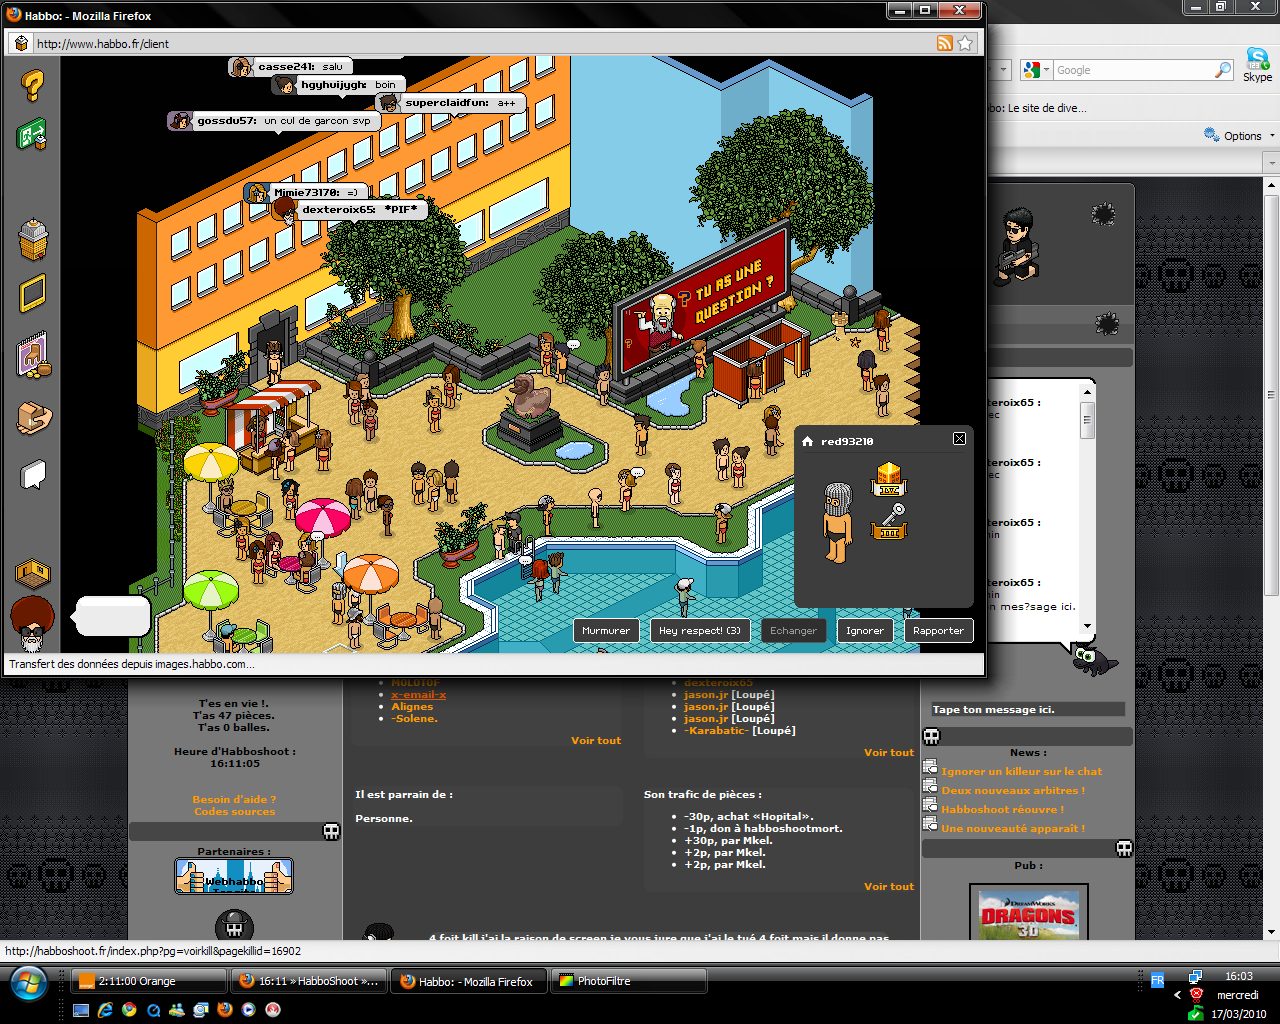 Habbo: - Mozilla Firefox
http://www.habbo.fr/client
casse241: salu
hgyhuijygh: boin
superclaidfun: a++
gossdu57: un cul de garcon svp
Mimie73170: =)
dexteroix65: *PIF*
? TU AS UNE
QUESTION ?
red93210
Murmurer
Hey respect! (3)
Echanger
Ignorer
Rapporter
Transfert des données depuis images.habbo.com...
Google
Skype
bbo: Le site de dive...
Options
teroix65 :
ec
teroix65 :
ec
teroix65 :
min
teroix65 :
min
n mes?sage ici.
Tape ton message ici.
News :
Ignorer un killeur sur le chat
Deux nouveaux arbitres !
Habboshoot réouvre !
Une nouveauté apparaît !
Pub :
DREAMWORKS
DRAGONS
3D
T'es en vie !.
T'as 47 pièces.
T'as 0 balles.
Heure d'Habboshoot :
16:11:05
Besoin d'aide ?
Codes sources
Partenaires :
Webhabbo
MOLOTOF
x-email-x
Alignes
-Solene.
Voir tout
dexteroix65
jason.jr [Loupé]
jason.jr [Loupé]
jason.jr [Loupé]
-Karabatic- [Loupé]
Voir tout
Il est parrain de :
Personne.
Son trafic de pièces :
-30p, achat «Hopital».
-1p, don à habboshootmort.
+30p, par Mkel.
+2p, par Mkel.
+2p, par Mkel.
Voir tout
4 foit kill j'ai la raison de screen je vous jure que j'ai le tué 4 foit mais il donne pas
http://habboshoot.fr/index.php?pg=voirkill&pagekillid=16902
2:11:00 Orange
16:11 » HabboShoot »...
Habbo: - Mozilla Firefox
PhotoFiltre
FR
16:03
mercredi
17/03/2010